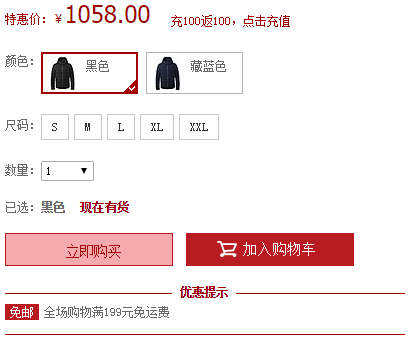 特惠价：￥1058.00 充100返100，点击充值
颜色： 黑色 藏蓝色
尺码： S M L XL XXL
数量： 1
已选：黑色 现在有货
立即购买 加入购物车
优惠提示
免邮 全场购物满199元免运费